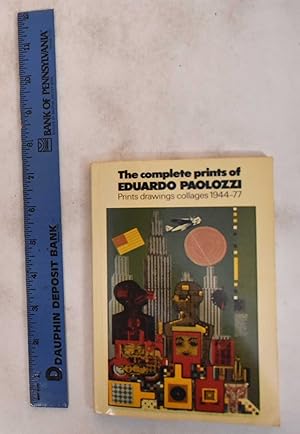 BANK OF PENNSYLVANIA
DAUPHIN DEPOSIT BANK
The complete prints of
EDUARDO PAOLOZZI
Prints drawings collages 1944-77